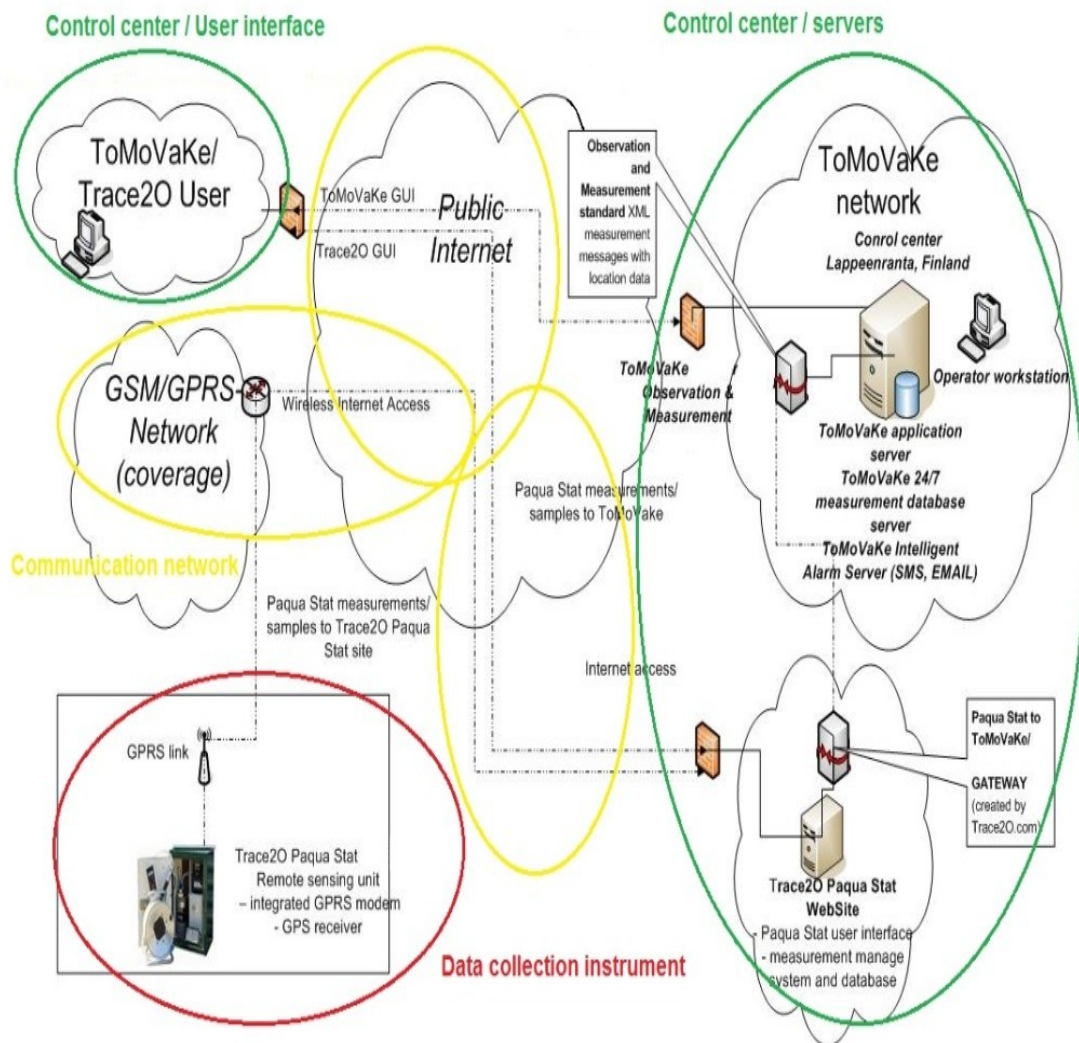 Control center / User interface
Control center / servers
ToMoVaKe/
Trace2O User
ToMoVaKe GUI
Trace2O GUI
Public
Internet
Observation
and
Measurement
standard XML
measurement
messages with
location data
ToMoVaKe
network
Conrol center
Lappeenranta, Finland
Operator workstation
ToMoVaKe r
Observation &
Measurement
ToMoVaKe application
server
ToMoVaKe 24/7
measurement database
server
ToMoVaKe Intelligent
Alarm Server (SMS, EMAIL)
GSM/GPRS
Network
(coverage)
Wireless Internet Access
Paqua Stat measurements/
samples to ToMoVake
Communication network
Paqua Stat measurements/
samples to Trace2O Paqua
Stat site
Internet access
GPRS link
Trace2O Paqua Stat
Remote sensing unit
– integrated GPRS modem
- GPS receiver
Data collection instrument
Paqua Stat to
ToMoVaKe/
GATEWAY
(created by
Trace2O.com)
Trace2O Paqua Stat
WebSite
- Paqua Stat user interface
- measurement manage
system and database